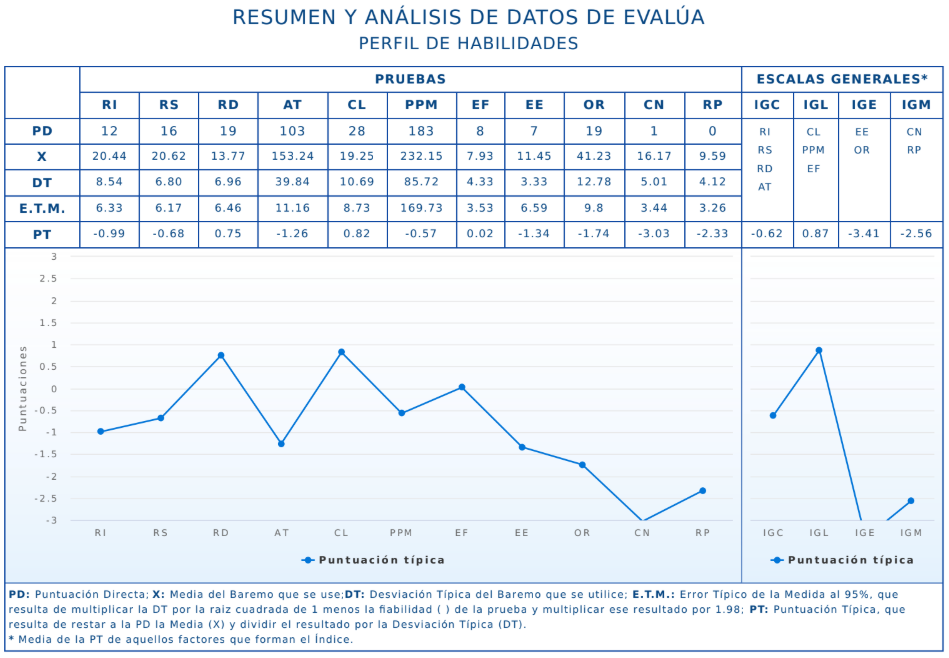 RESUMEN Y ANÁLISIS DE DATOS DE EVALÚA
PERFIL DE HABILIDADES
PRUEBAS ESCALAS GENERALES*
RI RS RD AT CL PPM EF EE OR CN RP IGC IGL IGE IGM
PD 12 16 19 103 28 183 8 7 19 1 0 RI CL EE CN
X 20.44 20.62 13.77 153.24 19.25 232.15 7.93 11.45 41.23 16.17 9.59 RS PPM OR RP
DT 8.54 6.80 6.96 39.84 10.69 85.72 4.33 3.33 12.78 5.01 4.12 RD EF
E.T.M. 6.33 6.17 6.46 11.16 8.73 169.73 3.53 6.59 9.8 3.44 3.26 AT
PT -0.99 -0.68 0.75 -1.26 0.82 -0.57 0.02 -1.34 -1.74 -3.03 -2.33 -0.62 0.87 -3.41 -2.56
Puntuaciones
3
2.5
2
1.5
1
0.5
0
-0.5
-1
-1.5
-2
-2.5
-3
RI RS RD AT CL PPM EF EE OR CN RP IGC IGL IGE IGM
Puntuación típica Puntuación típica
PD: Puntuación Directa; X: Media del Baremo que se use;DT: Desviación Típica del Baremo que se utilice; E.T.M.: Error Típico de la Medida al 95%, que
resulta de multiplicar la DT por la raiz cuadrada de 1 menos la fiabilidad ( ) de la prueba y multiplicar ese resultado por 1.98; PT: Puntuación Típica, que
resulta de restar a la PD la Media (X) y dividir el resultado por la Desviación Típica (DT).
* Media de la PT de aquellos factores que forman el Índice.